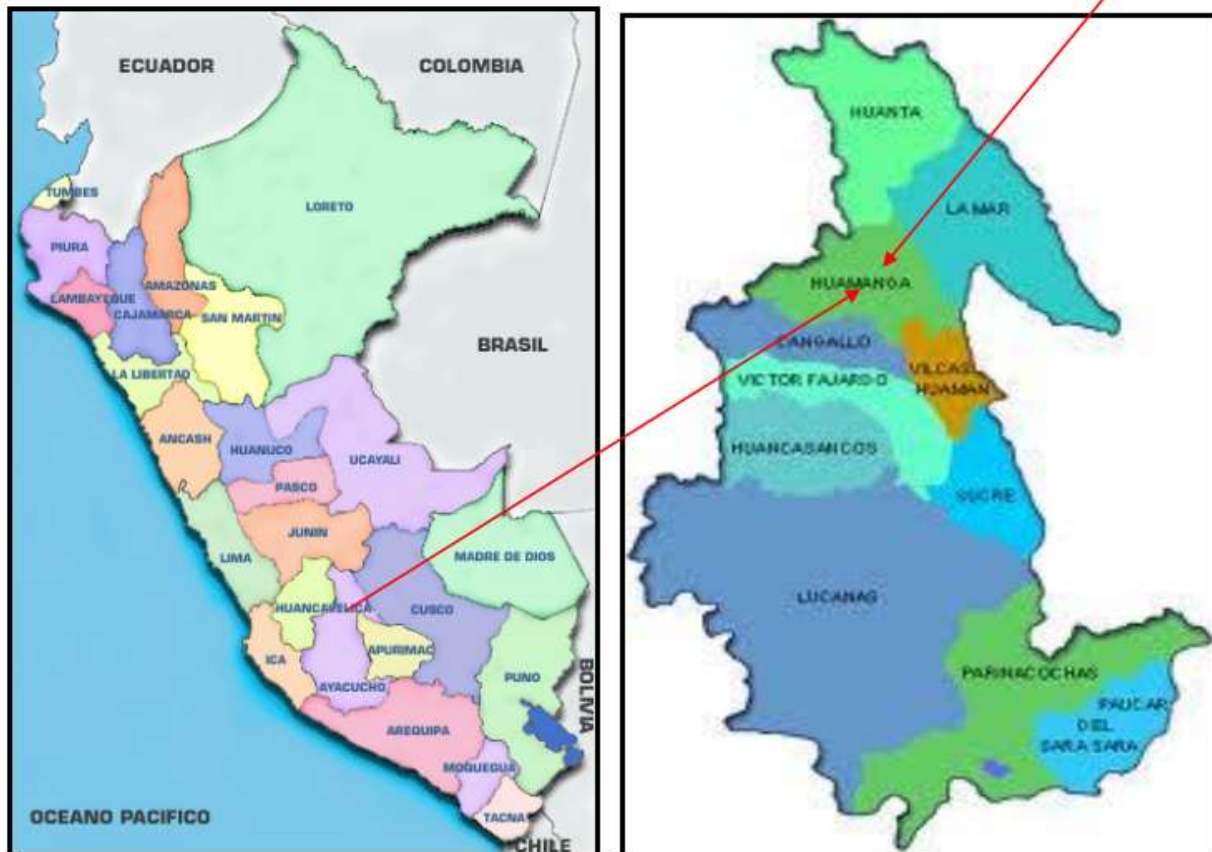 ECUADOR
COLOMBIA
TUMBES
LORETO
PIURA
AMAZONAS
LAMBAYEQUE
CAJAMARCA
SAN MARTIN
BRASIL
LA LIBERTAD
ANCASH
HUANUCO
UCAYALI
PASCO
JUNIN
LIMA
MADRE DE DIOS
HUANCAVELICA
CUSCO
ICA
APURIMAC
AYACUCHO
PUNO
BOLIVIA
AREQUIPA
MOQUEGUA
OCEANO PACIFICO
TACNA
CHILE
HUANTA
LA MAR
HUAMANGA
CANGALLO
VILCAS
HUAMAN
VICTOR FAJARDO
HUANCASANCOS
SUCRE
LUCANAS
PARINACOCHAS
PAUCAR
DEL
SARA SARA